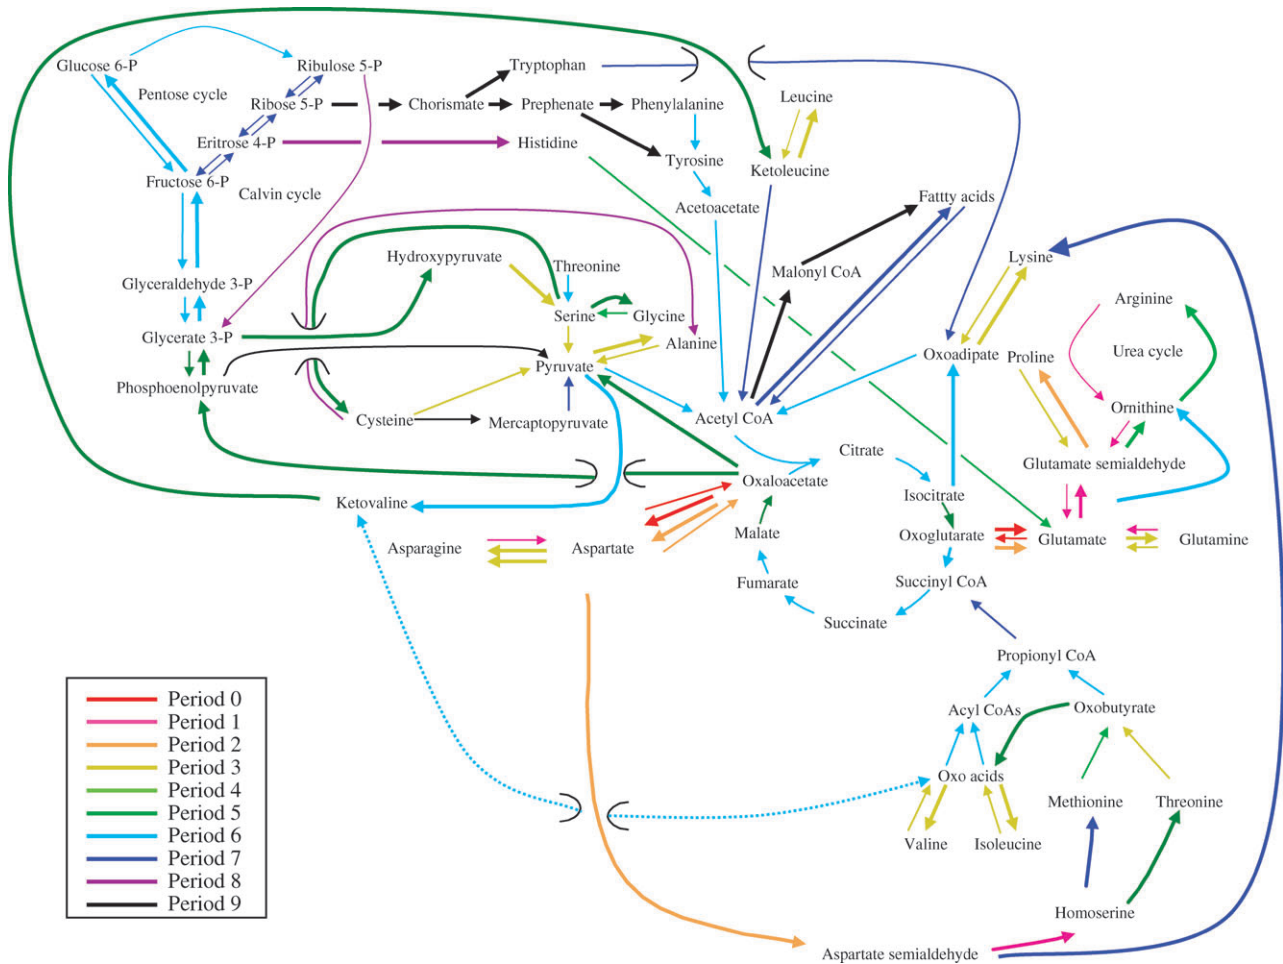 Glucose 6-P
Ribulose 5-P
Tryptophan
Pentose cycle
Ribose 5-P
Chorismate
Prephenate
Phenylalanine
Leucine
Eritrose 4-P
Histidine
Tyrosine
Ketoleucine
Fructose 6-P
Calvin cycle
Acetoacetate
Fattty acids
Hydroxypyruvate
Threonine
Malonyl CoA
Lysine
Glyceraldehyde 3-P
Serine
Glycine
Arginine
Glycerate 3-P
Alanine
Oxoadipate
Proline
Urea cycle
Pyruvate
Phosphoenolpyruvate
Cysteine
Mercaptopyruvate
Acetyl CoA
Ornithine
Citrate
Glutamate semialdehyde
Oxaloacetate
Isocitrate
Ketovaline
Malate
Oxoglutarate
Glutamate
Glutamine
Asparagine
Aspartate
Fumarate
Succinyl CoA
Succinate
Propionyl CoA
Acyl CoAs
Oxobutyrate
Oxo acids
Methionine
Threonine
Valine
Isoleucine
Homoserine
Aspartate semialdehyde
Period 0
Period 1
Period 2
Period 3
Period 4
Period 5
Period 6
Period 7
Period 8
Period 9